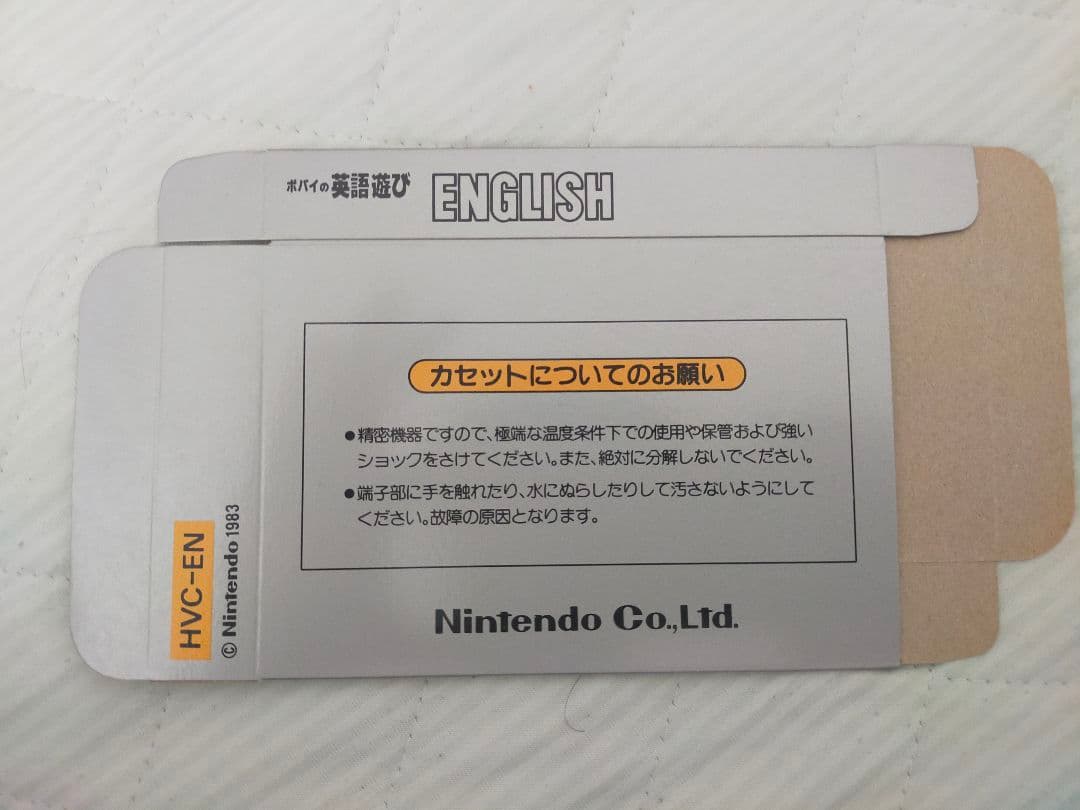 ポパイの英語遊び ENGLISH
カセットについてのお願い
●精密機器ですので、極端な温度条件下での使用や保管および強い
ショックをさけてください。また、絶対に分解しないでください。
●端子部に手を触れたり、水にぬらしたりして汚さないようにして
ください。故障の原因となります。
Nintendo Co.,Ltd.
HVC-EN
© Nintendo 1983